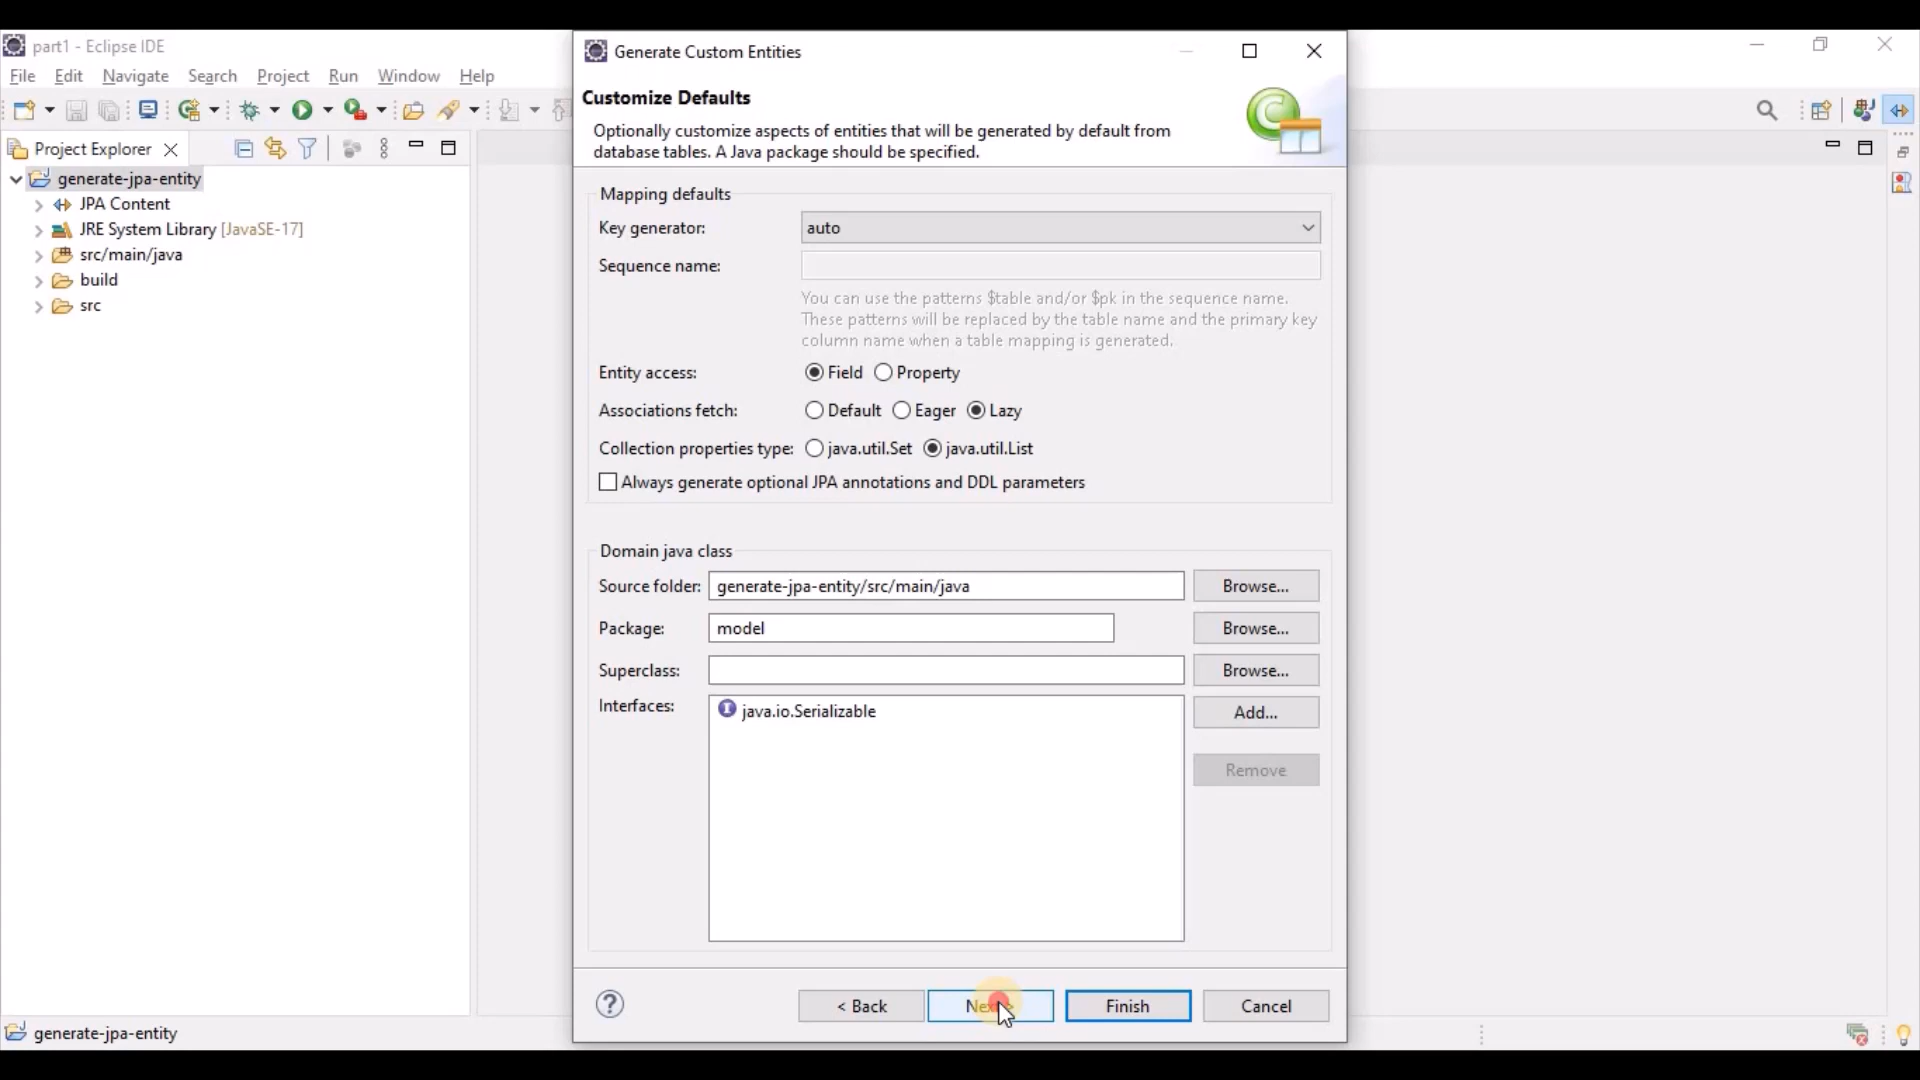 part1 - Eclipse IDE
File Edit Navigate Search Project Run Window Help
Project Explorer
generate-jpa-entity
JPA Content
JRE System Library [JavaSE-17]
src/main/java
build
src
generate-jpa-entity
Generate Custom Entities
Customize Defaults
Optionally customize aspects of entities that will be generated by default from
database tables. A Java package should be specified.
Mapping defaults
Key generator: auto
Sequence name:
You can use the patterns $table and/or $pk in the sequence name.
These patterns will be replaced by the table name and the primary key
column name when a table mapping is generated.
Entity access: Field Property
Associations fetch: Default Eager Lazy
Collection properties type: java.util.Set java.util.List
Always generate optional JPA annotations and DDL parameters
Domain java class
Source folder: generate-jpa-entity/src/main/java Browse...
Package: model Browse...
Superclass: Browse...
Interfaces: java.io.Serializable Add...
Remove
< Back Next > Finish Cancel